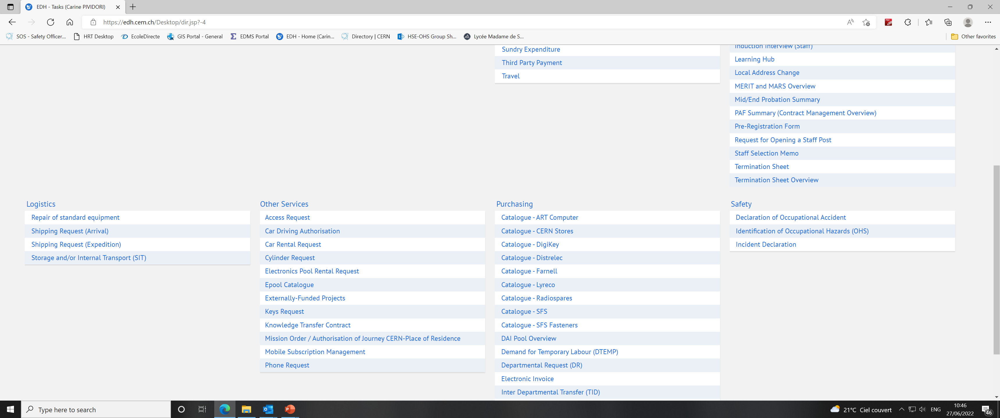 EDH - Tasks (Carine PIVIDORI)
https://edh.cern.ch/Desktop/dir.jsp?-4
SOS - Safety Officer...
HRT Desktop
EcoleDirecte
GIS Portal - General
EDMS Portal
EDH - Home (Carin...
Directory | CERN
HSE-OHS Group Sh...
Lycée Madame de S...
Other favorites
Sundry Expenditure
Third Party Payment
Travel
Induction Interview (Staff)
Learning Hub
Local Address Change
MERIT and MARS Overview
Mid/End Probation Summary
PAF Summary (Contract Management Overview)
Pre-Registration Form
Request for Opening a Staff Post
Staff Selection Memo
Termination Sheet
Termination Sheet Overview
Logistics
Repair of standard equipment
Shipping Request (Arrival)
Shipping Request (Expedition)
Storage and/or Internal Transport (SIT)
Other Services
Access Request
Car Driving Authorisation
Car Rental Request
Cylinder Request
Electronics Pool Rental Request
Epool Catalogue
Externally-Funded Projects
Keys Request
Knowledge Transfer Contract
Mission Order / Authorisation of Journey CERN-Place of Residence
Mobile Subscription Management
Phone Request
Purchasing
Catalogue - ART Computer
Catalogue - CERN Stores
Catalogue - DigiKey
Catalogue - Distrelec
Catalogue - Farnell
Catalogue - Lyreco
Catalogue - Radiospares
Catalogue - SFS
Catalogue - SFS Fasteners
DAI Pool Overview
Demand for Temporary Labour (DTEMP)
Departmental Request (DR)
Electronic Invoice
Inter Departmental Transfer (TID)
Safety
Declaration of Occupational Accident
Identification of Occupational Hazards (OHS)
Incident Declaration
Type here to search
21°C Ciel couvert
ENG
10:46
27/06/2022
46